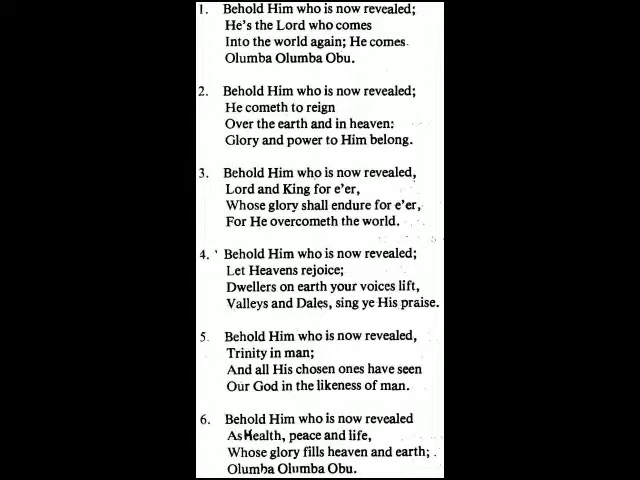 1. Behold Him who is now revealed;
He's the Lord who comes
Into the world again; He comes.
Olumba Olumba Obu.
2. Behold Him who is now revealed;
He cometh to reign
Over the earth and in heaven:
Glory and power to Him belong.
3. Behold Him who is now revealed,
Lord and King for e'er,
Whose glory shall endure for e'er,
For He overcometh the world.
4. Behold Him who is now revealed;
Let Heavens rejoice;
Dwellers on earth your voices lift,
Valleys and Dales, sing ye His praise.
5. Behold Him who is now revealed,
Trinity in man;
And all His chosen ones have seen
Our God in the likeness of man.
6. Behold Him who is now revealed
As Health, peace and life,
Whose glory fills heaven and earth;
Olumba Olumba Obu.